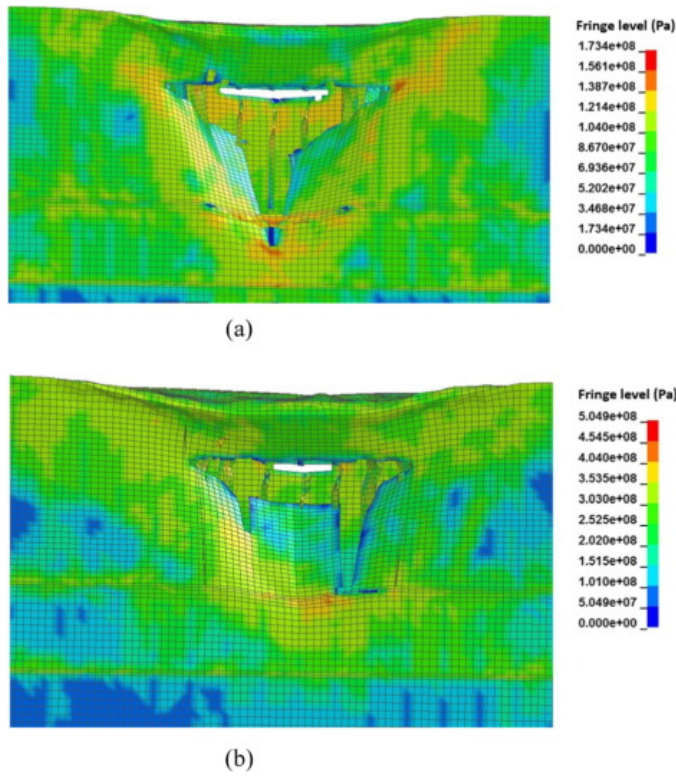 Fringe level (Pa)
1.734e+08
1.561e+08
1.387e+08
1.214e+08
1.040e+08
8.670e+07
6.936e+07
5.202e+07
3.468e+07
1.734e+07
0.000e+00
(a)
Fringe level (Pa)
5.049e+08
4.545e+08
4.040e+08
3.535e+08
3.030e+08
2.525e+08
2.020e+08
1.515e+08
1.010e+08
5.049e+07
0.000e+00
(b)